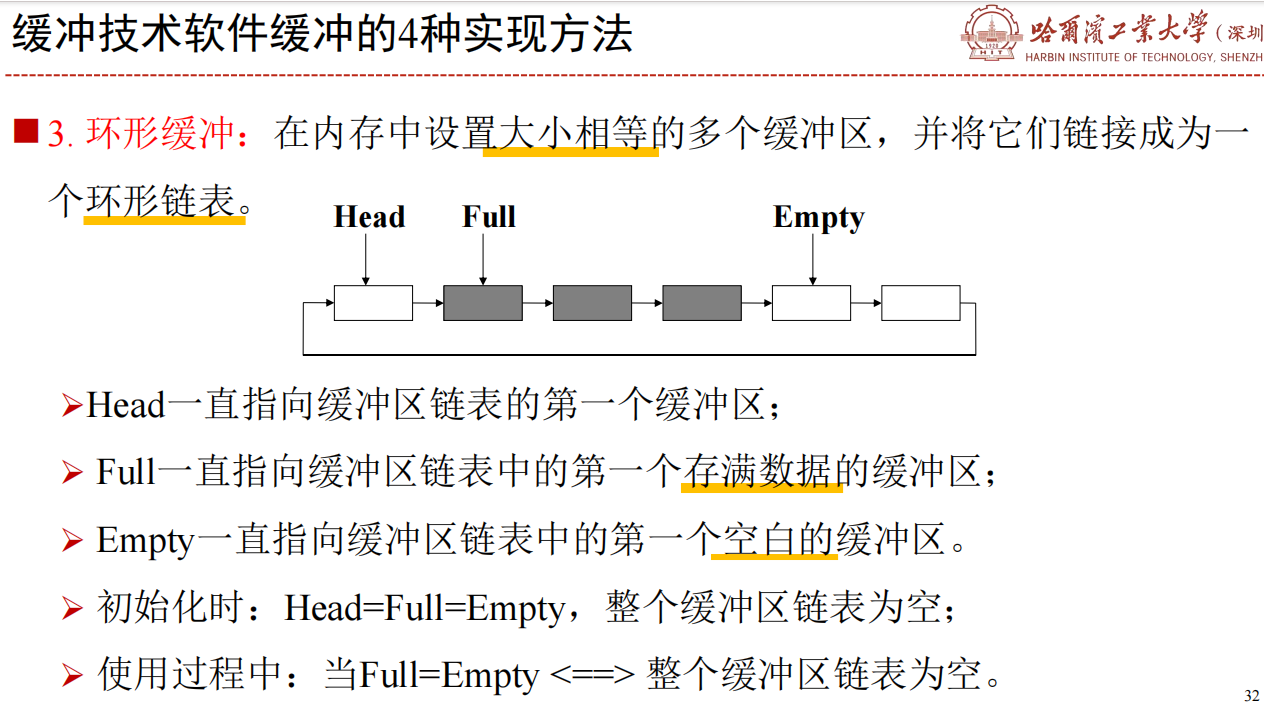 缓冲技术软件缓冲的4种实现方法
哈尔滨工业大学(深圳
HARBIN INSTITUTE OF TECHNOLOGY, SHENZH
1920
HIT
3. 环形缓冲：在内存中设置大小相等的多个缓冲区，并将它们链接成为一
个环形链表。
Head Full Empty
Head一直指向缓冲区链表的第一个缓冲区；
Full一直指向缓冲区链表中的第一个存满数据的缓冲区；
Empty一直指向缓冲区链表中的第一个空白的缓冲区。
初始化时：Head=Full=Empty，整个缓冲区链表为空；
使用过程中：当Full=Empty <==> 整个缓冲区链表为空。
32